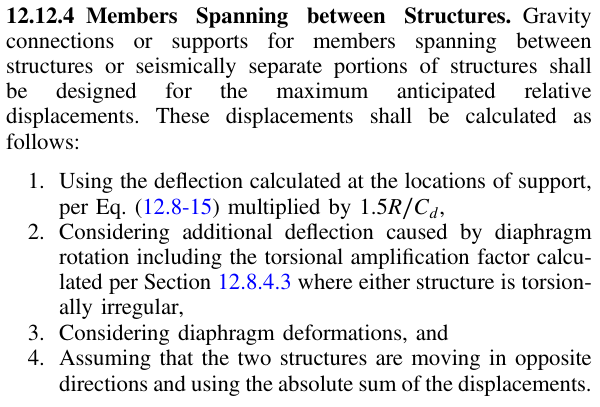 12.12.4 Members Spanning between Structures. Gravity
connections or supports for members spanning between
structures or seismically separate portions of structures shall
be designed for the maximum anticipated relative
displacements. These displacements shall be calculated as
follows:
1. Using the deflection calculated at the locations of support,
per Eq. (12.8-15) multiplied by 1.5R/C_d,
2. Considering additional deflection caused by diaphragm
rotation including the torsional amplification factor calcu-
lated per Section 12.8.4.3 where either structure is torsion-
ally irregular,
3. Considering diaphragm deformations, and
4. Assuming that the two structures are moving in opposite
directions and using the absolute sum of the displacements.